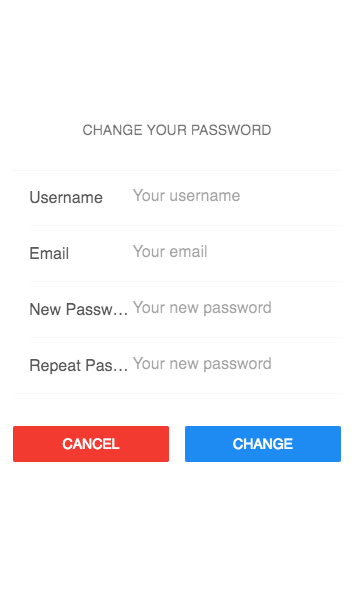 CHANGE YOUR PASSWORD
Username Your username
Email Your email
New Passw... Your new password
Repeat Pas... Your new password
CANCEL CHANGE